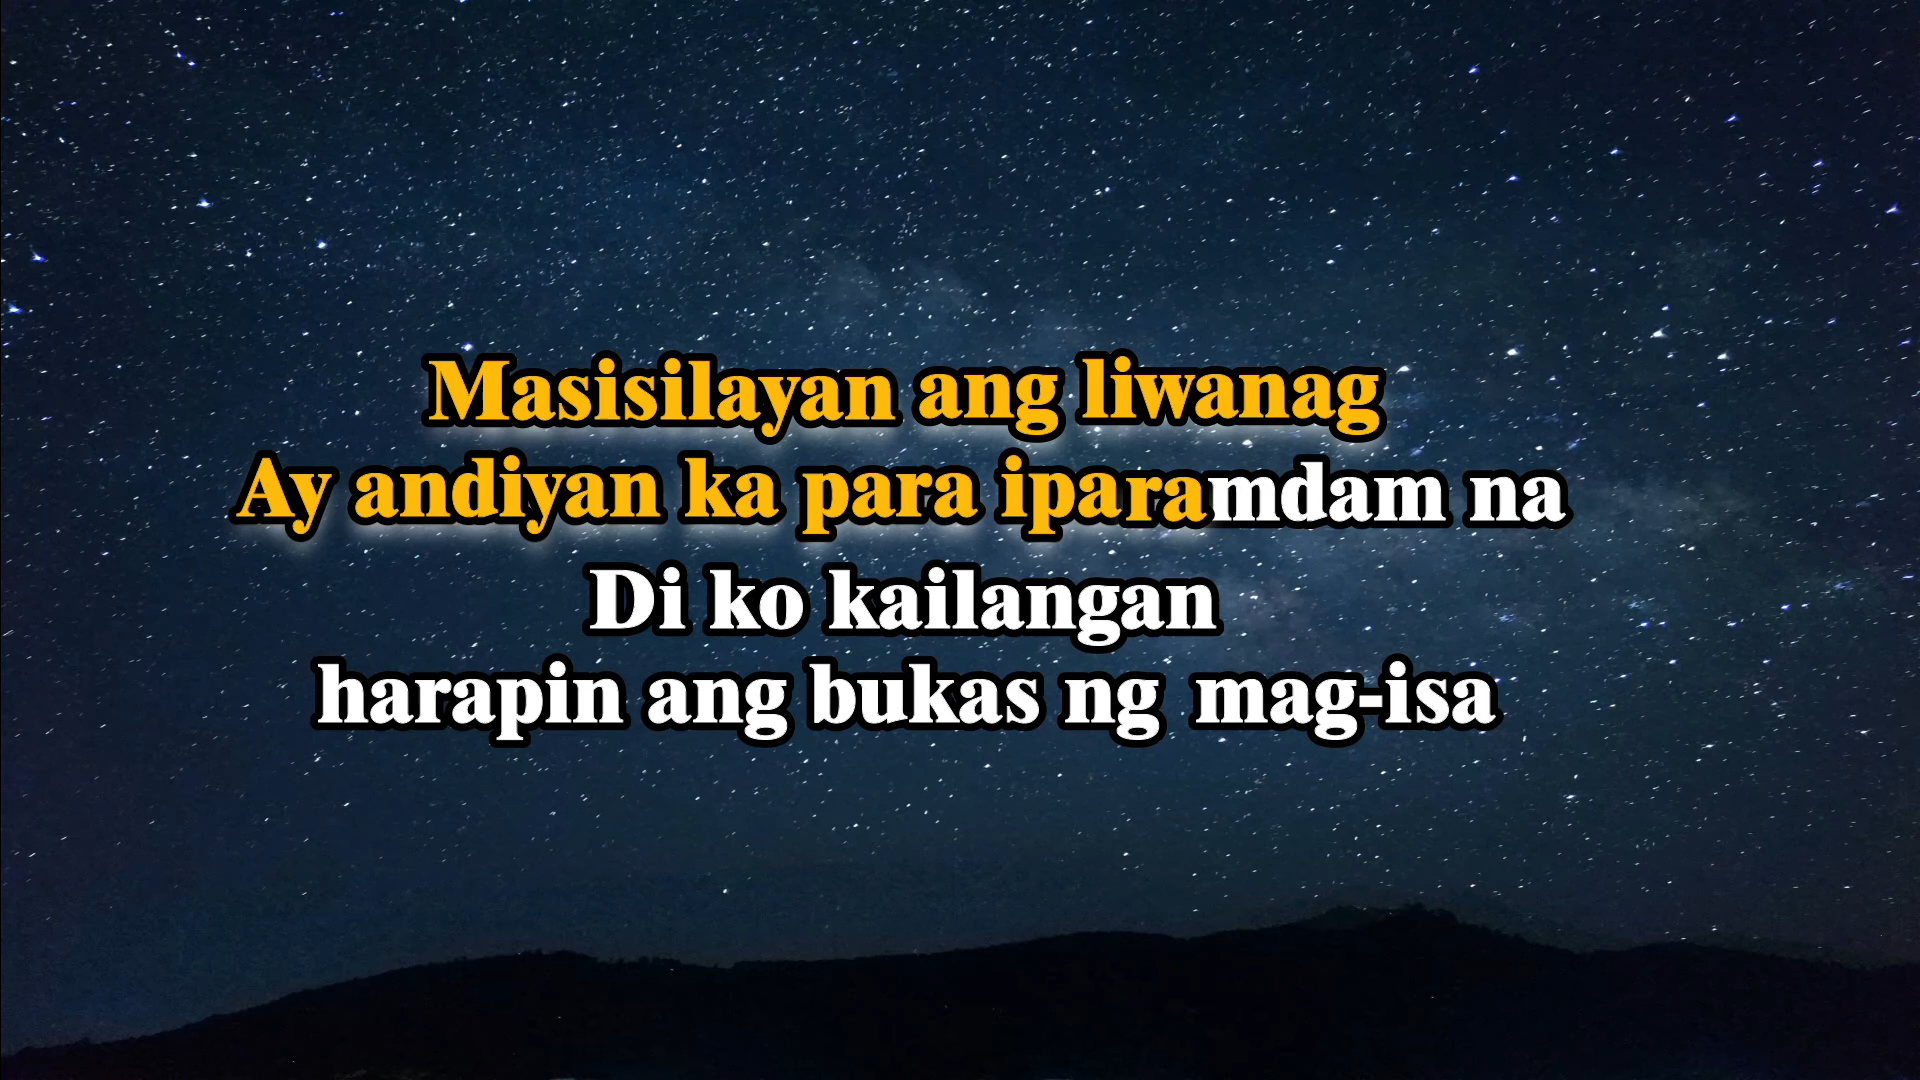 Masisilayan ang liwanag
Ay andiyan ka para iparamdam na
Di ko kailangan
harapin ang bukas ng mag-isa